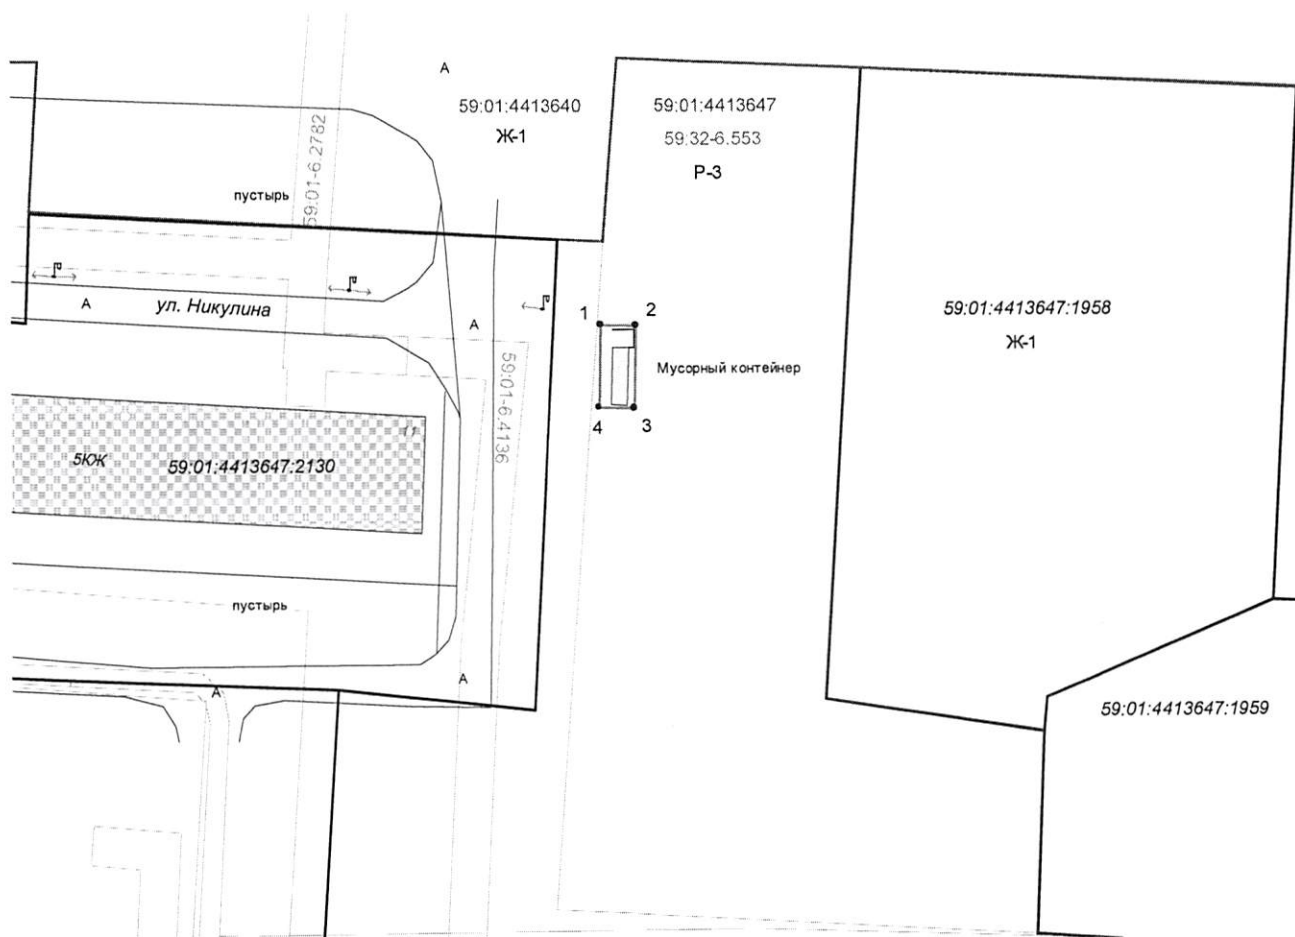 А
59:01:4413640
Ж-1
59:01:4413647
59:32-6.553
Р-3
59:01-6.2782
пустырь
А
ул. Никулина
А
1
2
59:01:4413647:1958
Ж-1
Мусорный контейнер
4
3
59:01-6.4136
11
5КЖ
59:01:4413647:2130
пустырь
А
А
59:01:4413647:1959